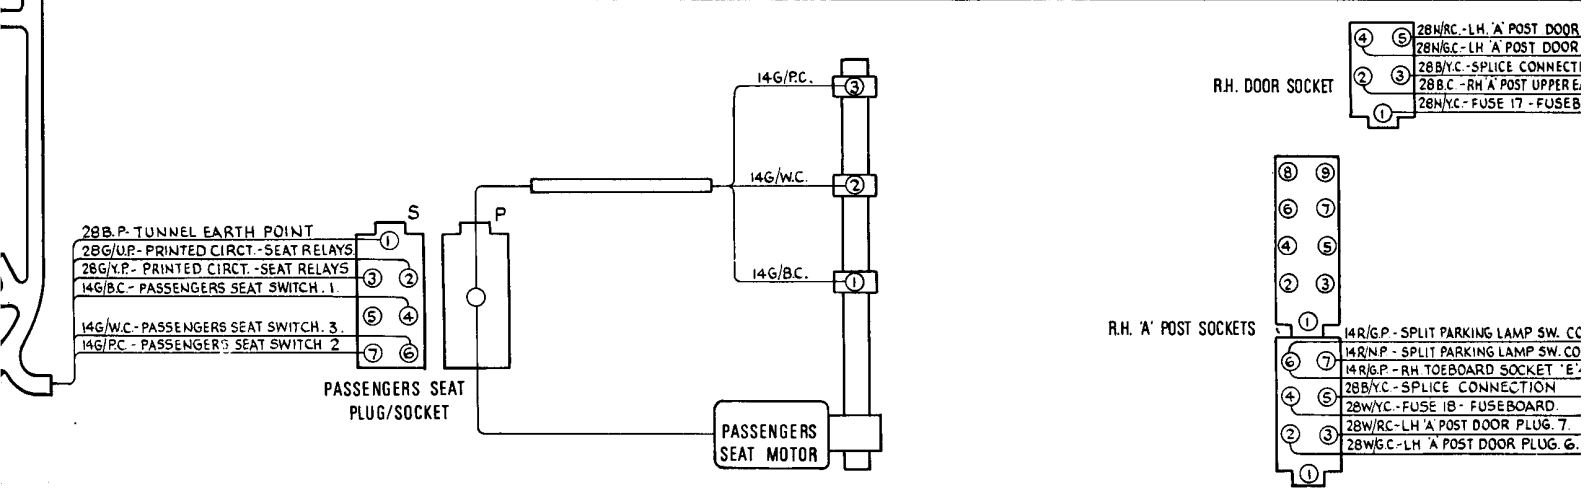 28B.P- TUNNEL EARTH POINT
28G/U.P.- PRINTED CIRCT.-SEAT RELAYS
28G/Y.P.- PRINTED CIRCT.-SEAT RELAYS
14G/B.C.- PASSENGERS SEAT SWITCH. 1.
14G/W.C.-PASSENGERS SEAT SWITCH. 3.
14G/P.C.- PASSENGERS SEAT SWITCH 2
S
1
3 2
5 4
7 6
P
PASSENGERS SEAT
PLUG/SOCKET
14G/P.C.
3
14G/W.C.
2
14G/B.C.
1
PASSENGERS
SEAT MOTOR
R.H. DOOR SOCKET
4 5
2 3
1
28N/RC.-LH. 'A' POST DOOR
28N/G.C-LH 'A' POST DOOR
28B/Y.C.-SPLICE CONNECTI
28B.C.-RH 'A' POST UPPER EA
28N/Y.C- FUSE 17 - FUSEB
R.H. 'A' POST SOCKETS
8 9
6 7
4 5
2 3
1
6 7
4 5
2 3
1
14R/G.P.- SPLIT PARKING LAMP SW. CO
14R/N.P- SPLIT PARKING LAMP SW. CO
14R/G.P.- RH. TOEBOARD SOCKET 'E'
28B/Y.C.-SPLICE CONNECTION
28W/Y.C.-FUSE 18- FUSEBOARD.
28W/RC-LH 'A' POST DOOR PLUG. 7.
28W/G.C-LH 'A' POST DOOR PLUG. 6.